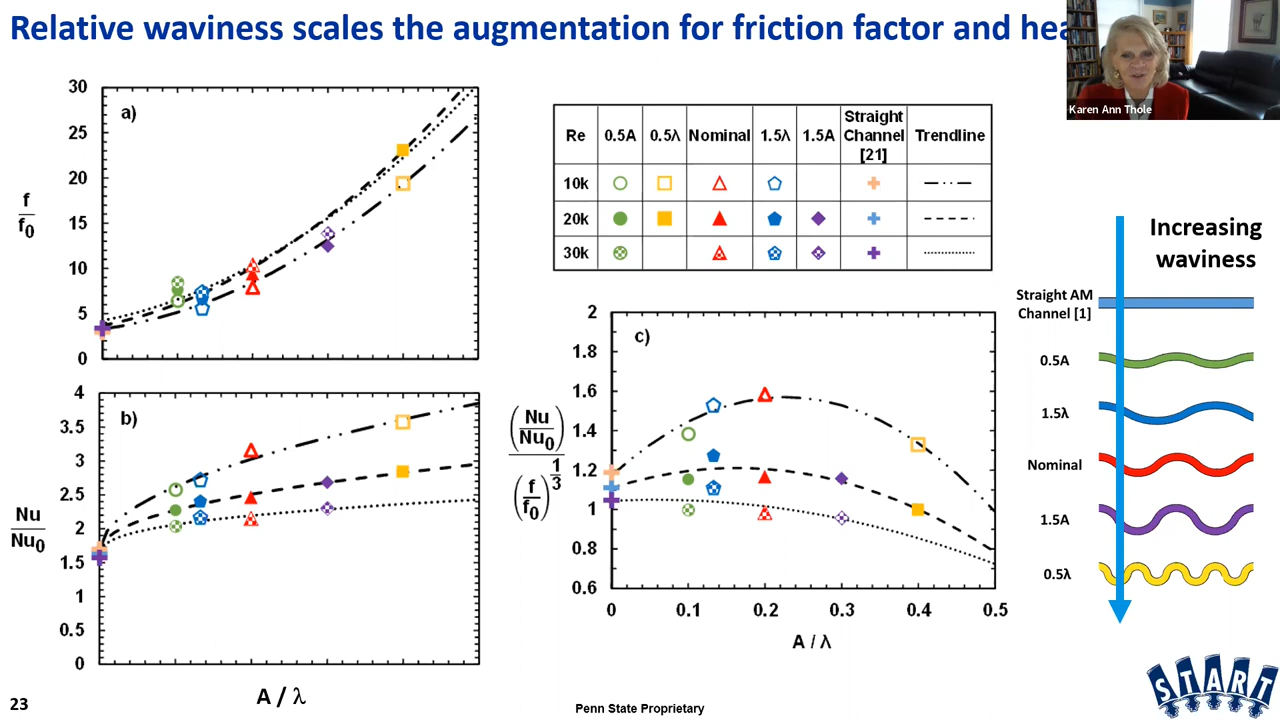 Relative waviness scales the augmentation for friction factor and hea
Karen Ann Thole
a)
30
25
20
15
10
5
0
f
f0
Re 0.5A 0.5λ Nominal 1.5λ 1.5A Straight Channel [21] Trendline
10k
20k
30k
b)
4
3.5
3
2.5
2
1.5
1
0.5
0
Nu
Nu0
A / λ
c)
2
1.8
1.6
1.4
1.2
1
0.8
0.6
(Nu/Nu0)
(f/f0)^1/3
0 0.1 0.2 0.3 0.4 0.5
A / λ
Increasing
waviness
Straight AM
Channel [1]
0.5A
1.5λ
Nominal
1.5A
0.5λ
START
23
Penn State Proprietary